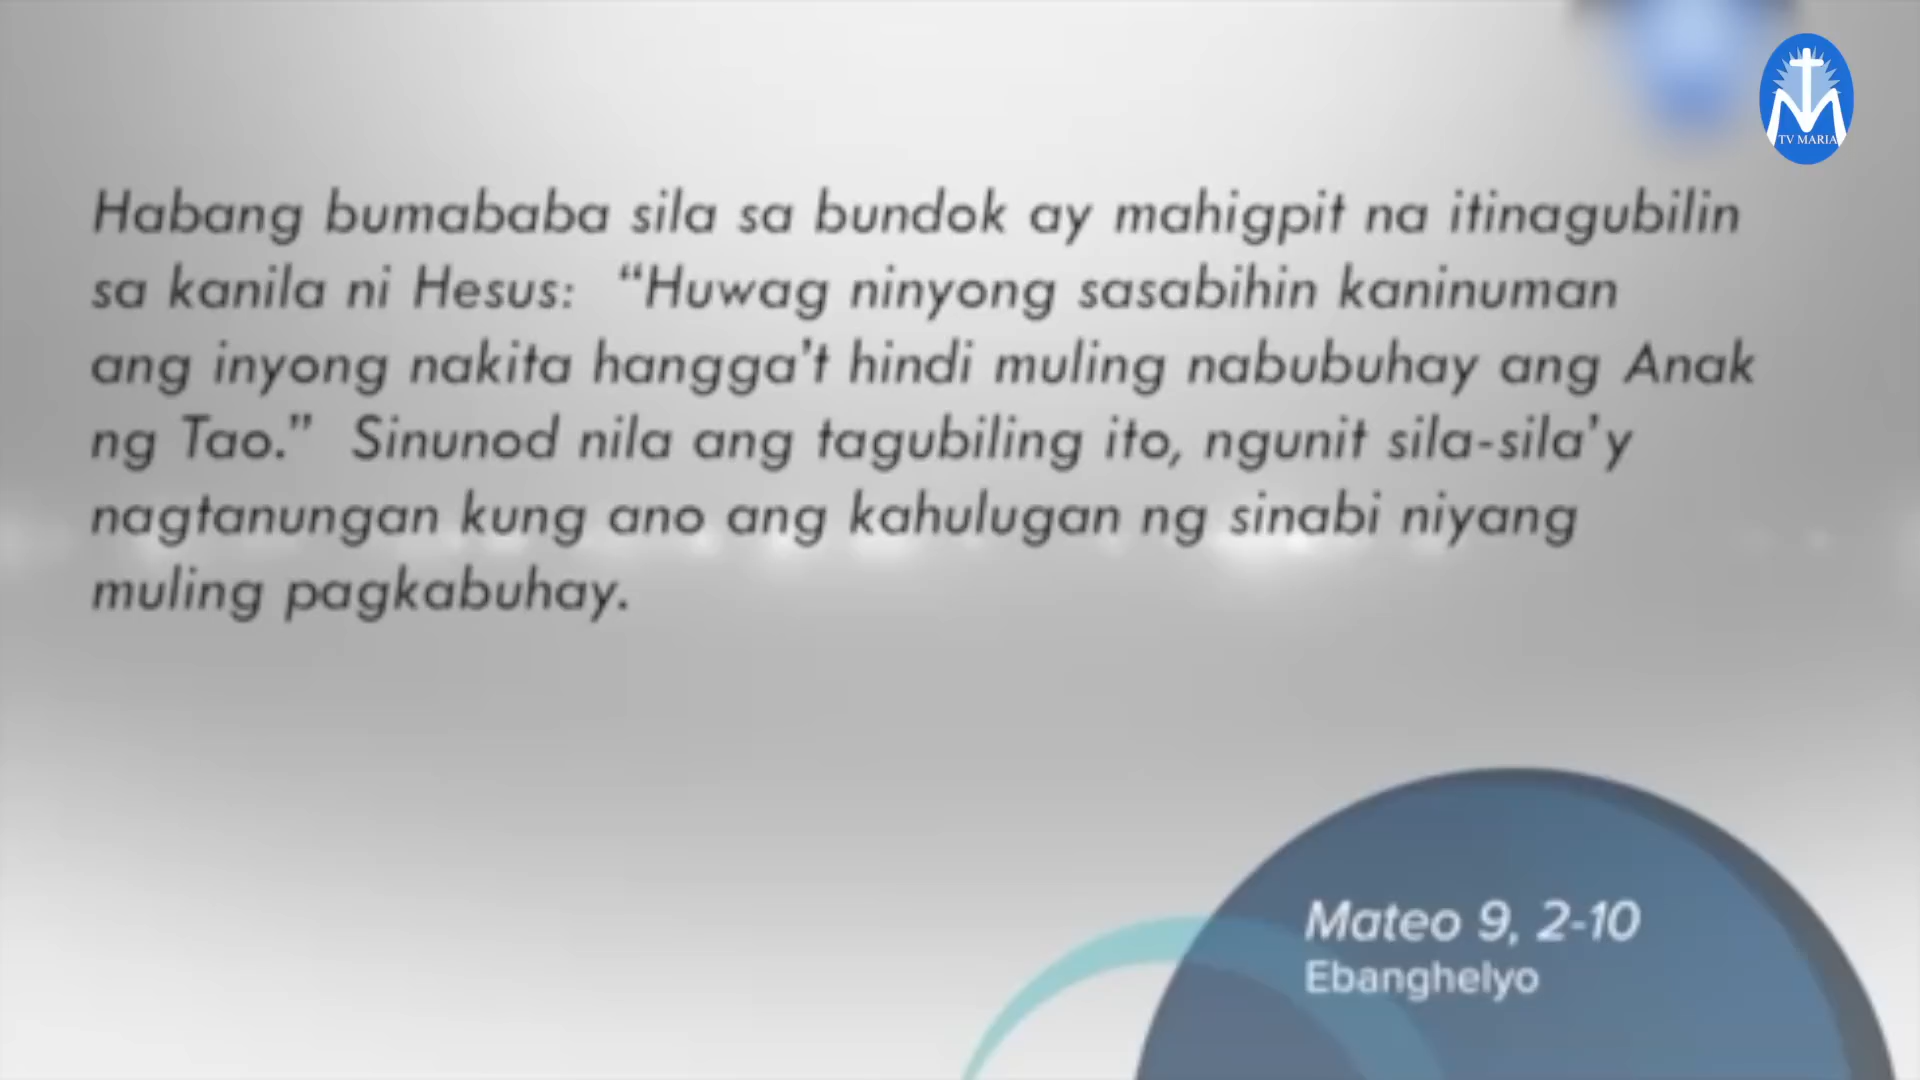 TV MARIA
Habang bumababa sila sa bundok ay mahigpit na itinagubilin
sa kanila ni Hesus: “Huwag ninyong sasabihin kaninuman
ang inyong nakita hangga’t hindi muling nabubuhay ang Anak
ng Tao.” Sinunod nila ang tagubiling ito, ngunit sila-sila’y
nagtanungan kung ano ang kahulugan ng sinabi niyang
muling pagkabuhay.
Mateo 9, 2-10
Ebanghelyo